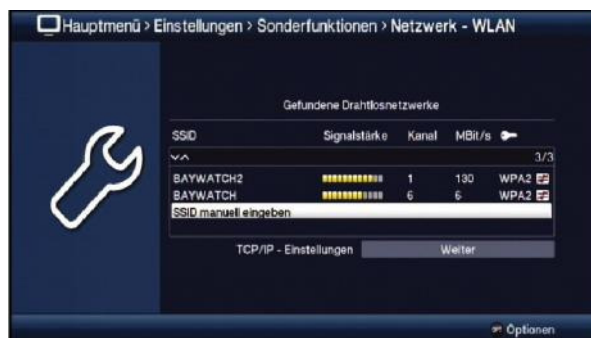 Hauptmenü > Einstellungen > Sonderfunktionen > Netzwerk - WLAN
Gefundene Drahtlosnetzwerke
SSID Signalstärke Kanal MBit/s
3/3
BAYWATCH2 1 130 WPA2
BAYWATCH 6 6 WPA2
SSID manuell eingeben
TCP/IP - Einstellungen Weiter
Optionen